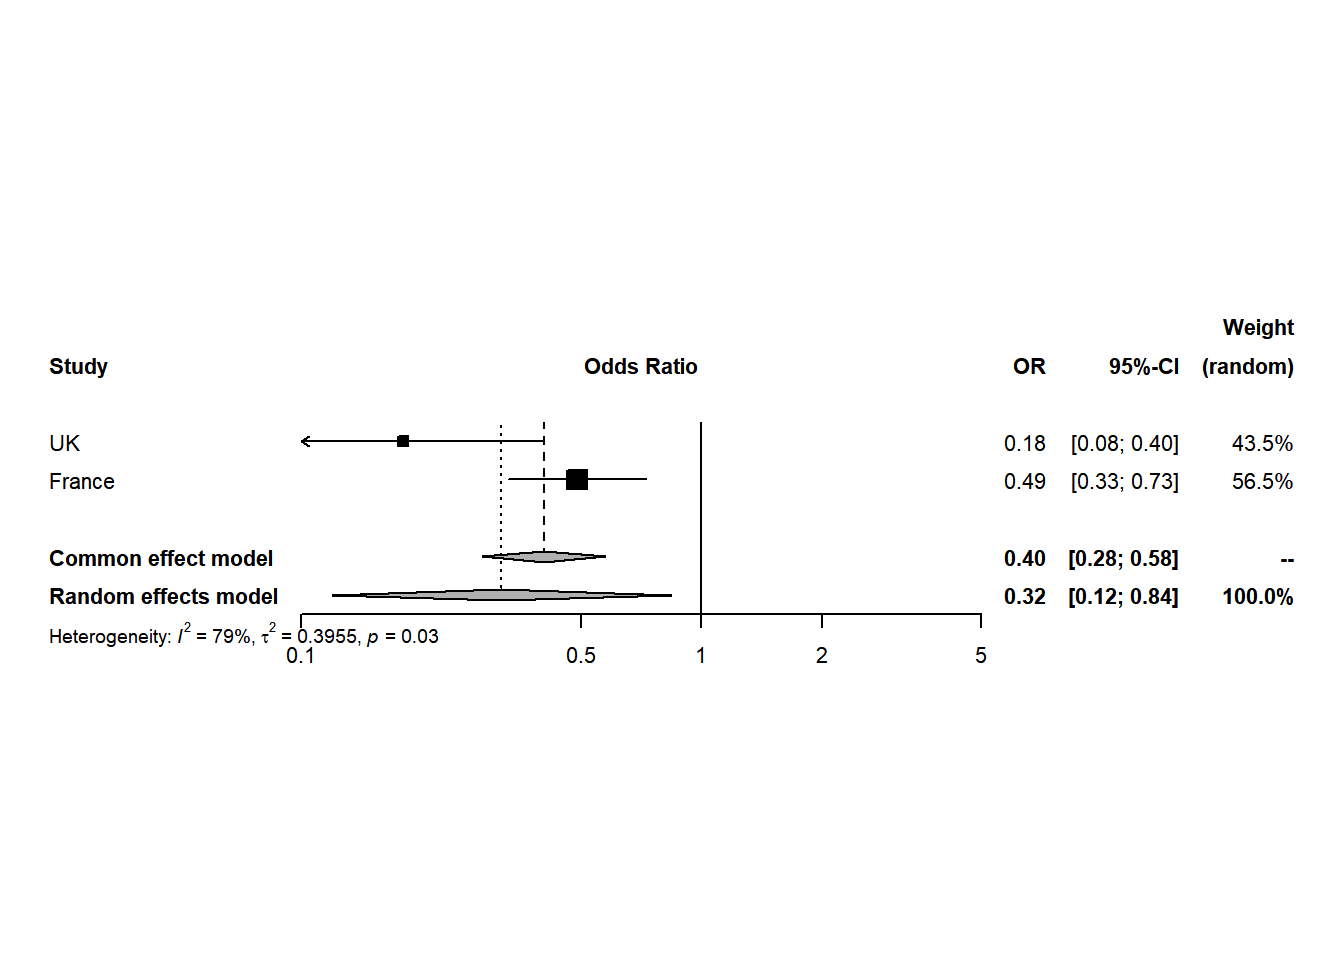 Weight
Study Odds Ratio OR 95%-CI (random)
UK 0.18 [0.08; 0.40] 43.5%
France 0.49 [0.33; 0.73] 56.5%
Common effect model 0.40 [0.28; 0.58] --
Random effects model 0.32 [0.12; 0.84] 100.0%
Heterogeneity: I² = 79%, τ² = 0.3955, p = 0.03
0.1 0.5 1 2 5